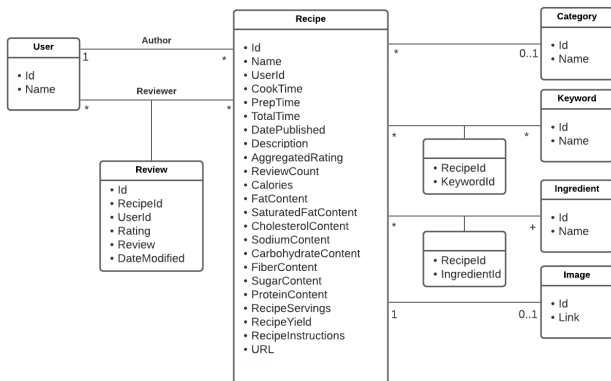 User
• Id
• Name
Author
1
*
Reviewer
*
*
Review
• Id
• RecipeId
• UserId
• Rating
• Review
• DateModified
Recipe
• Id
• Name
• UserId
• CookTime
• PrepTime
• TotalTime
• DatePublished
• Description
• AggregatedRating
• ReviewCount
• Calories
• FatContent
• SaturatedFatContent
• CholesterolContent
• SodiumContent
• CarbohydrateContent
• FiberContent
• SugarContent
• ProteinContent
• RecipeServings
• RecipeYield
• RecipeInstructions
• URL
*
0..1
Category
• Id
• Name
*
*
Keyword
• Id
• Name
• RecipeId
• KeywordId
*
+
Ingredient
• Id
• Name
• RecipeId
• IngredientId
1
0..1
Image
• Id
• Link